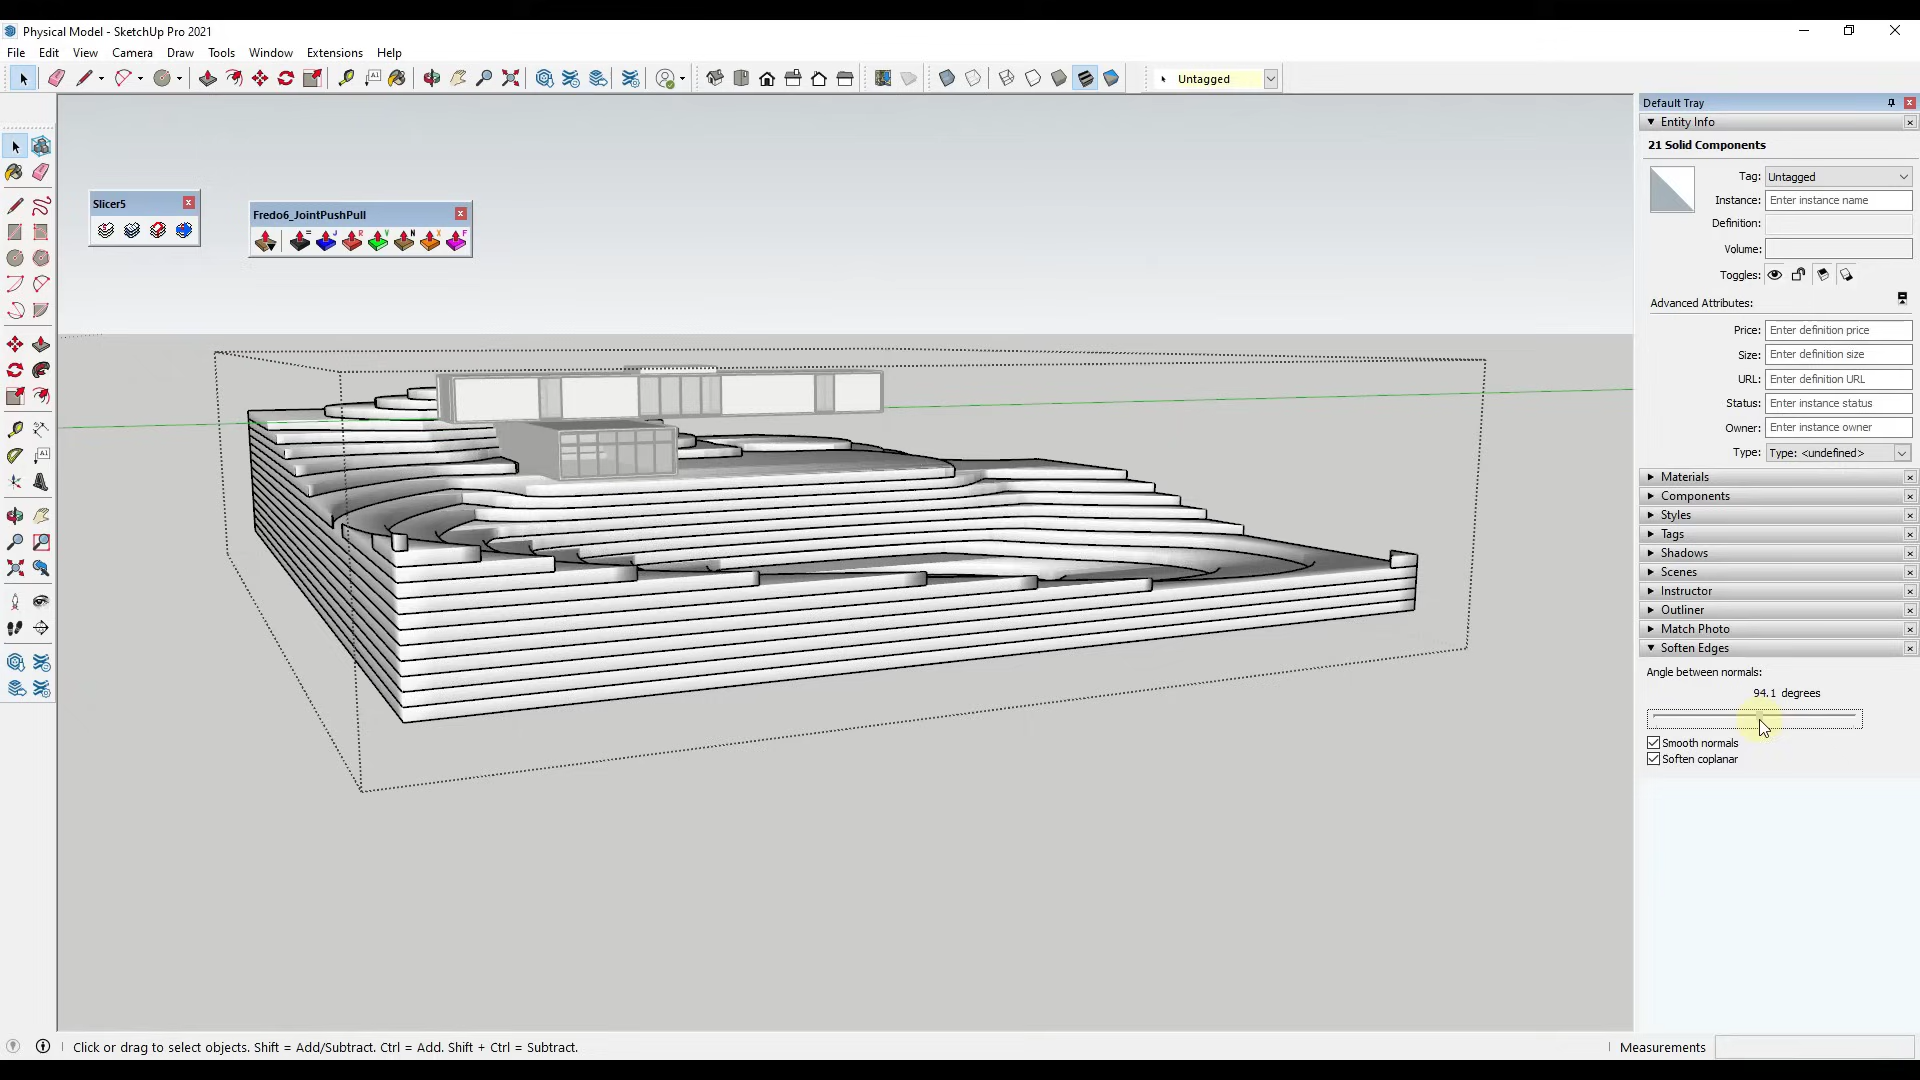 Physical Model - SketchUp Pro 2021
File Edit View Camera Draw Tools Window Extensions Help
Untagged
Default Tray
Entity Info
21 Solid Components
Tag: Untagged
Instance: Enter instance name
Definition:
Volume:
Toggles:
Advanced Attributes:
Price: Enter definition price
Size: Enter definition size
URL: Enter definition URL
Status: Enter instance status
Owner: Enter instance owner
Type: Type: <undefined>
Materials
Components
Styles
Tags
Shadows
Scenes
Instructor
Outliner
Match Photo
Soften Edges
Angle between normals:
94.1 degrees
Smooth normals
Soften coplanar
Slicer5
Fredo6_JointPushPull
= J R V N X F
Click or drag to select objects. Shift = Add/Subtract. Ctrl = Add. Shift + Ctrl = Subtract.
Measurements